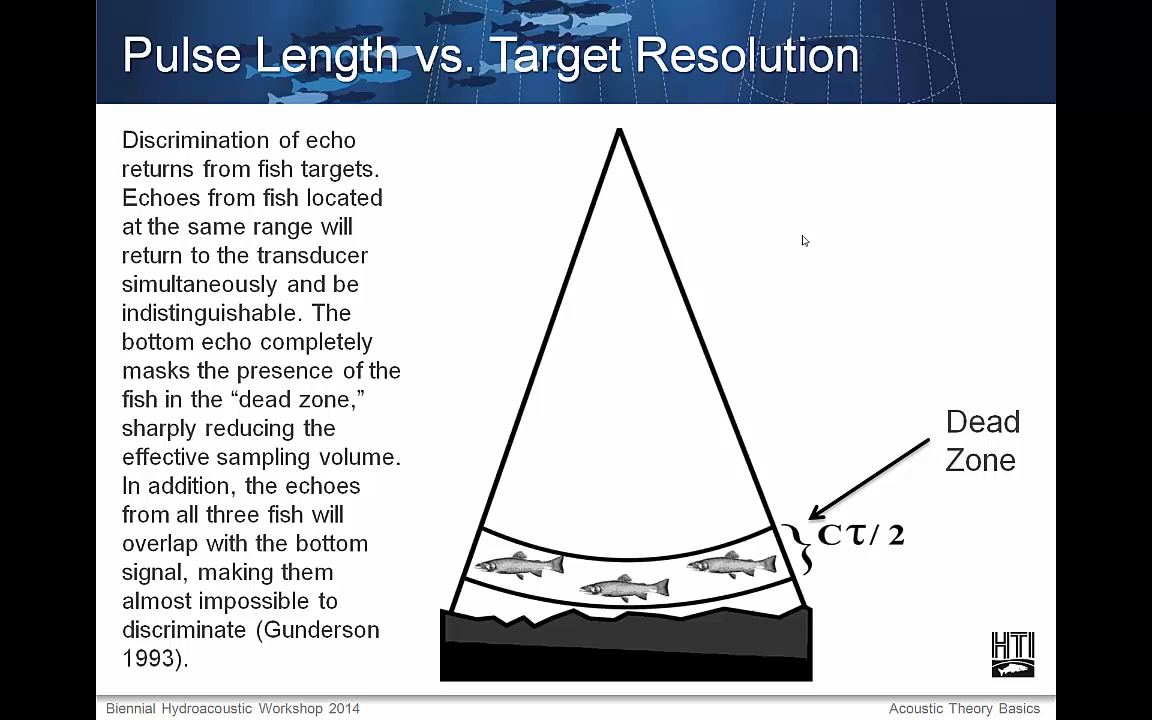 Pulse Length vs. Target Resolution
Discrimination of echo
returns from fish targets.
Echoes from fish located
at the same range will
return to the transducer
simultaneously and be
indistinguishable. The
bottom echo completely
masks the presence of the
fish in the “dead zone,”
sharply reducing the
effective sampling volume.
In addition, the echoes
from all three fish will
overlap with the bottom
signal, making them
almost impossible to
discriminate (Gunderson
1993).
Dead
Zone
Cτ/2
HTI
Biennial Hydroacoustic Workshop 2014
Acoustic Theory Basics